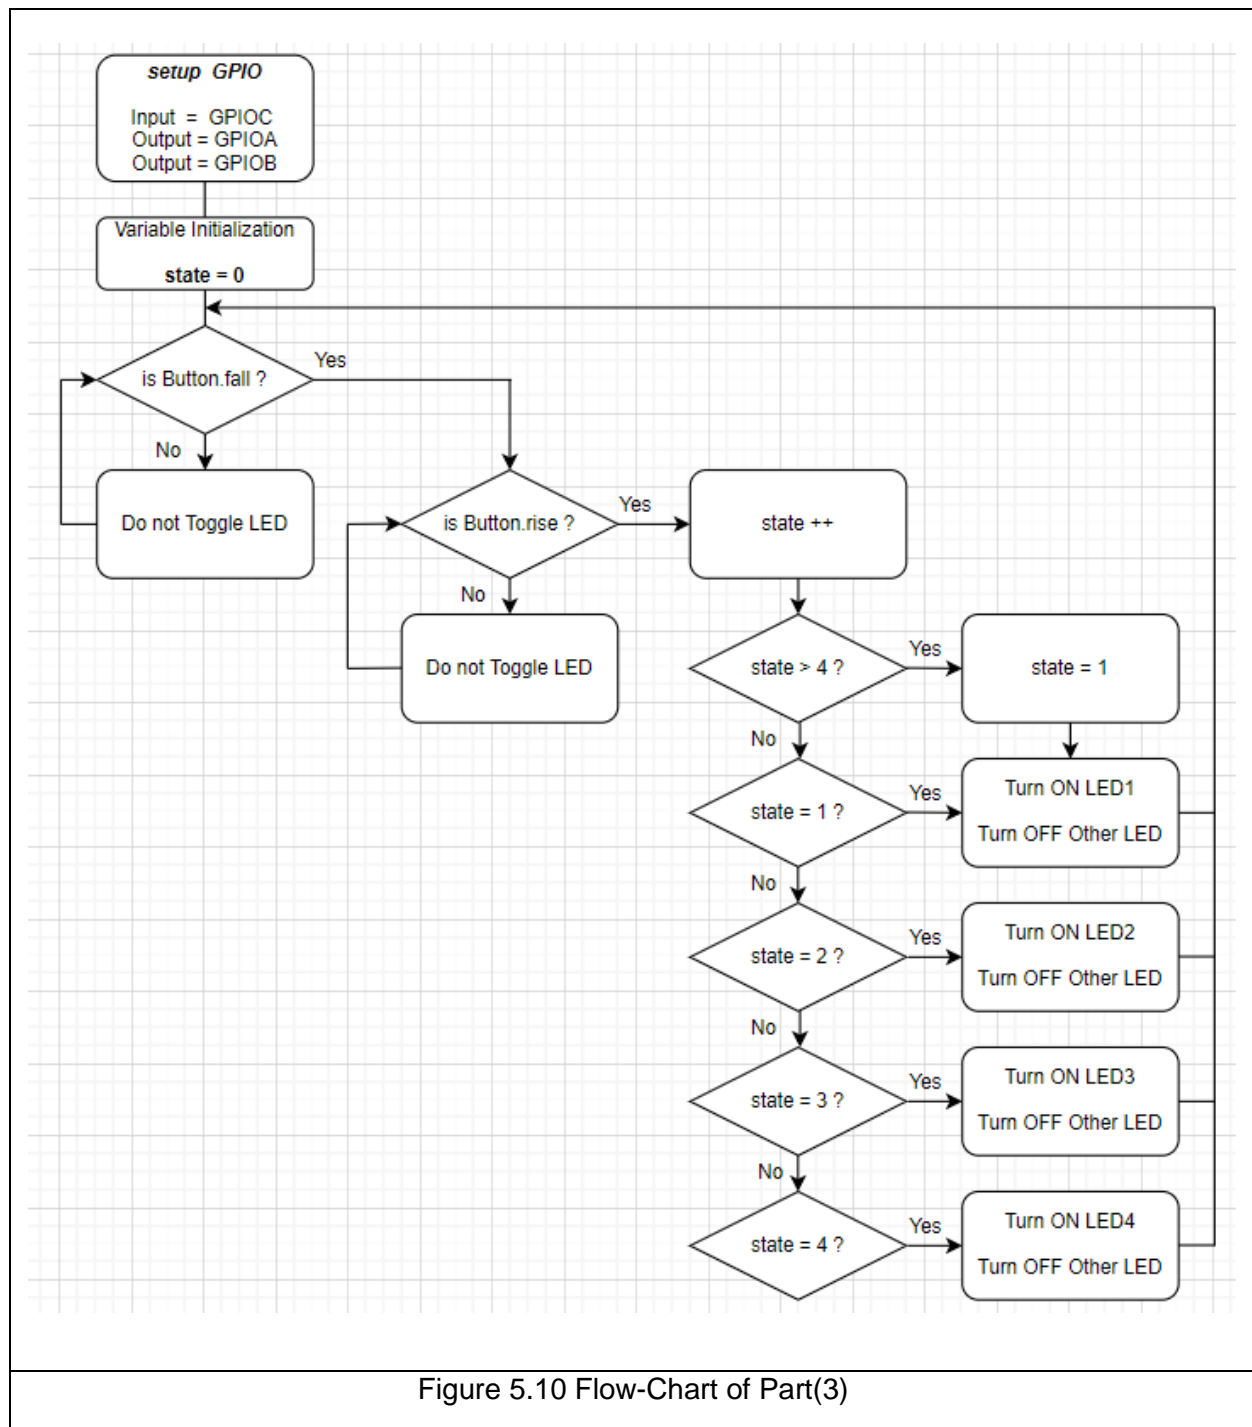 setup GPIO
Input = GPIOC
Output = GPIOA
Output = GPIOB
Variable Initialization
state = 0
is Button.fall ?
Yes
No
Do not Toggle LED
is Button.rise ?
Yes
No
Do not Toggle LED
state ++
state > 4 ?
Yes
state = 1
No
state = 1 ?
Yes
Turn ON LED1
Turn OFF Other LED
No
state = 2 ?
Yes
Turn ON LED2
Turn OFF Other LED
No
state = 3 ?
Yes
Turn ON LED3
Turn OFF Other LED
No
state = 4 ?
Yes
Turn ON LED4
Turn OFF Other LED
Figure 5.10 Flow-Chart of Part(3)